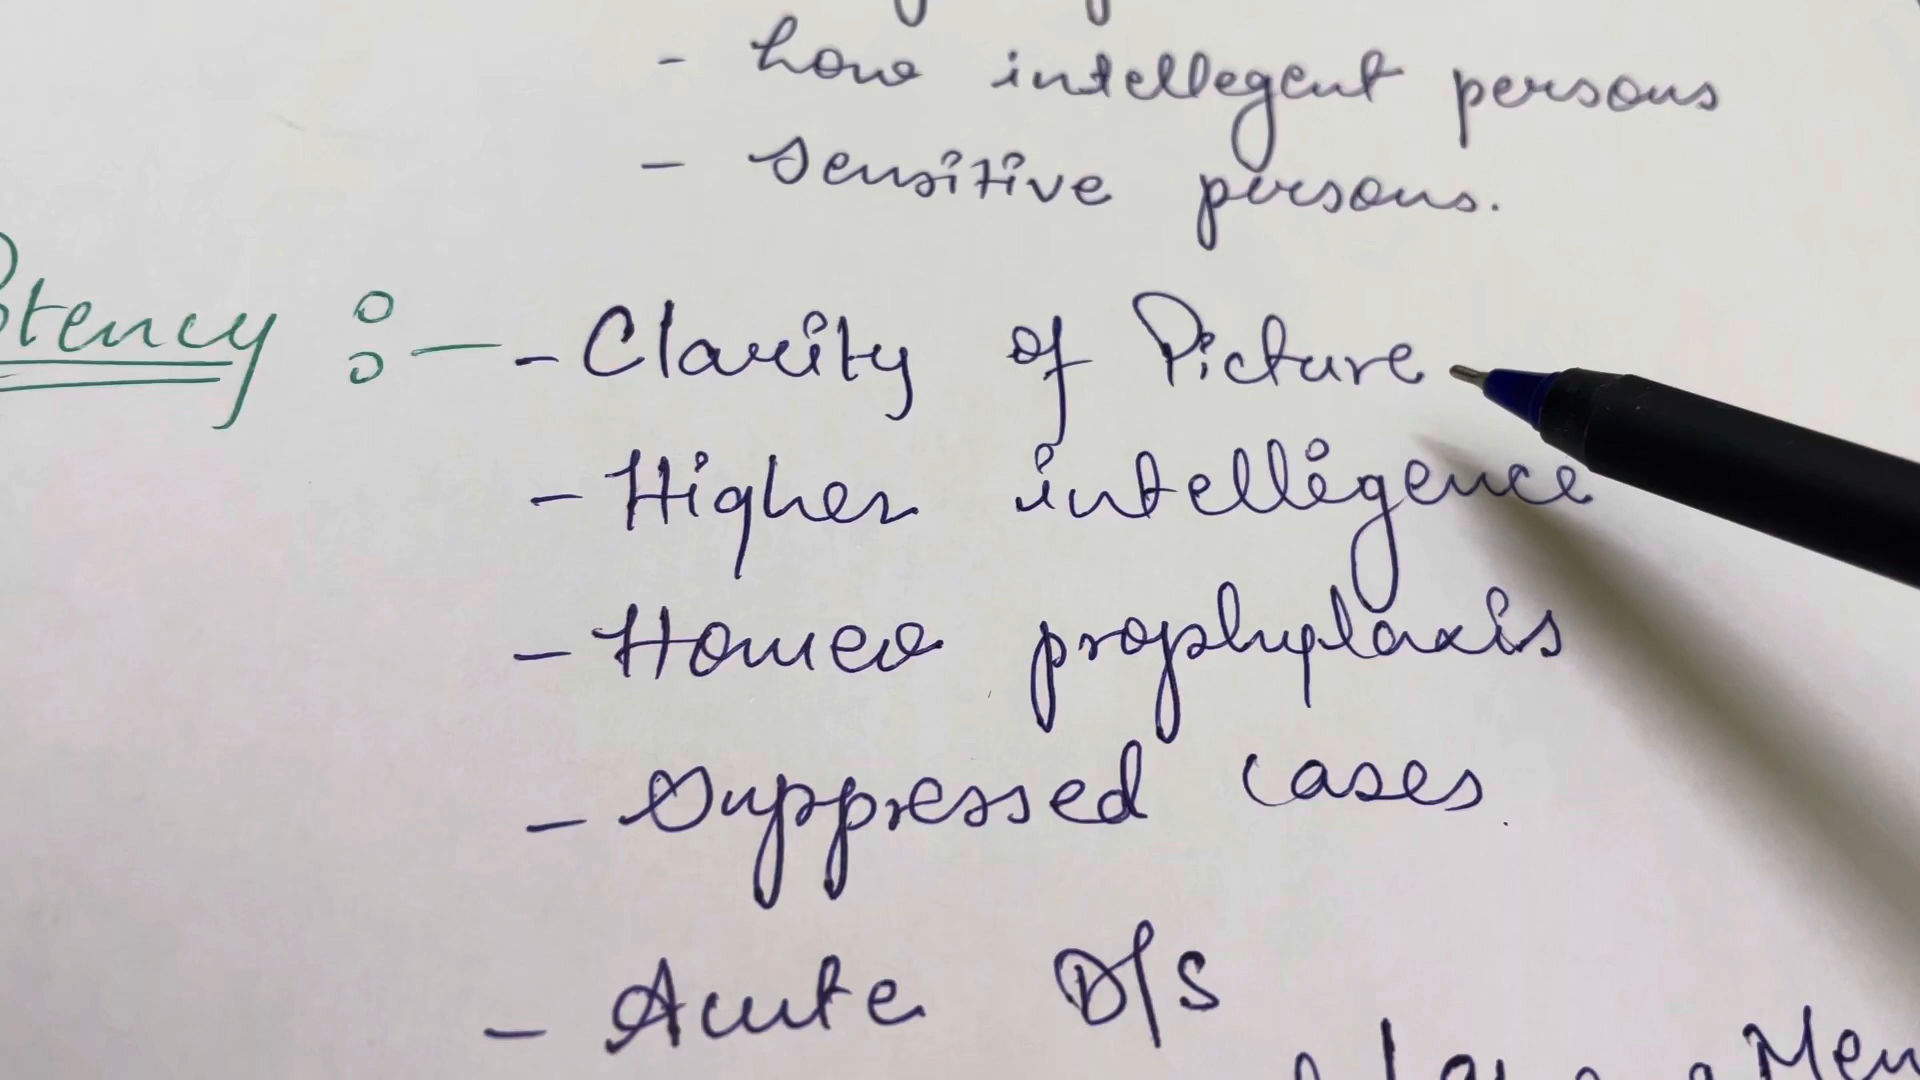 - Low intellegent persons
- Sensitive persons.
tency :- - Clarity of Picture
- Higher intelligence
- Homeo prophylaxis
- Suppressed cases.
- Acute D/s